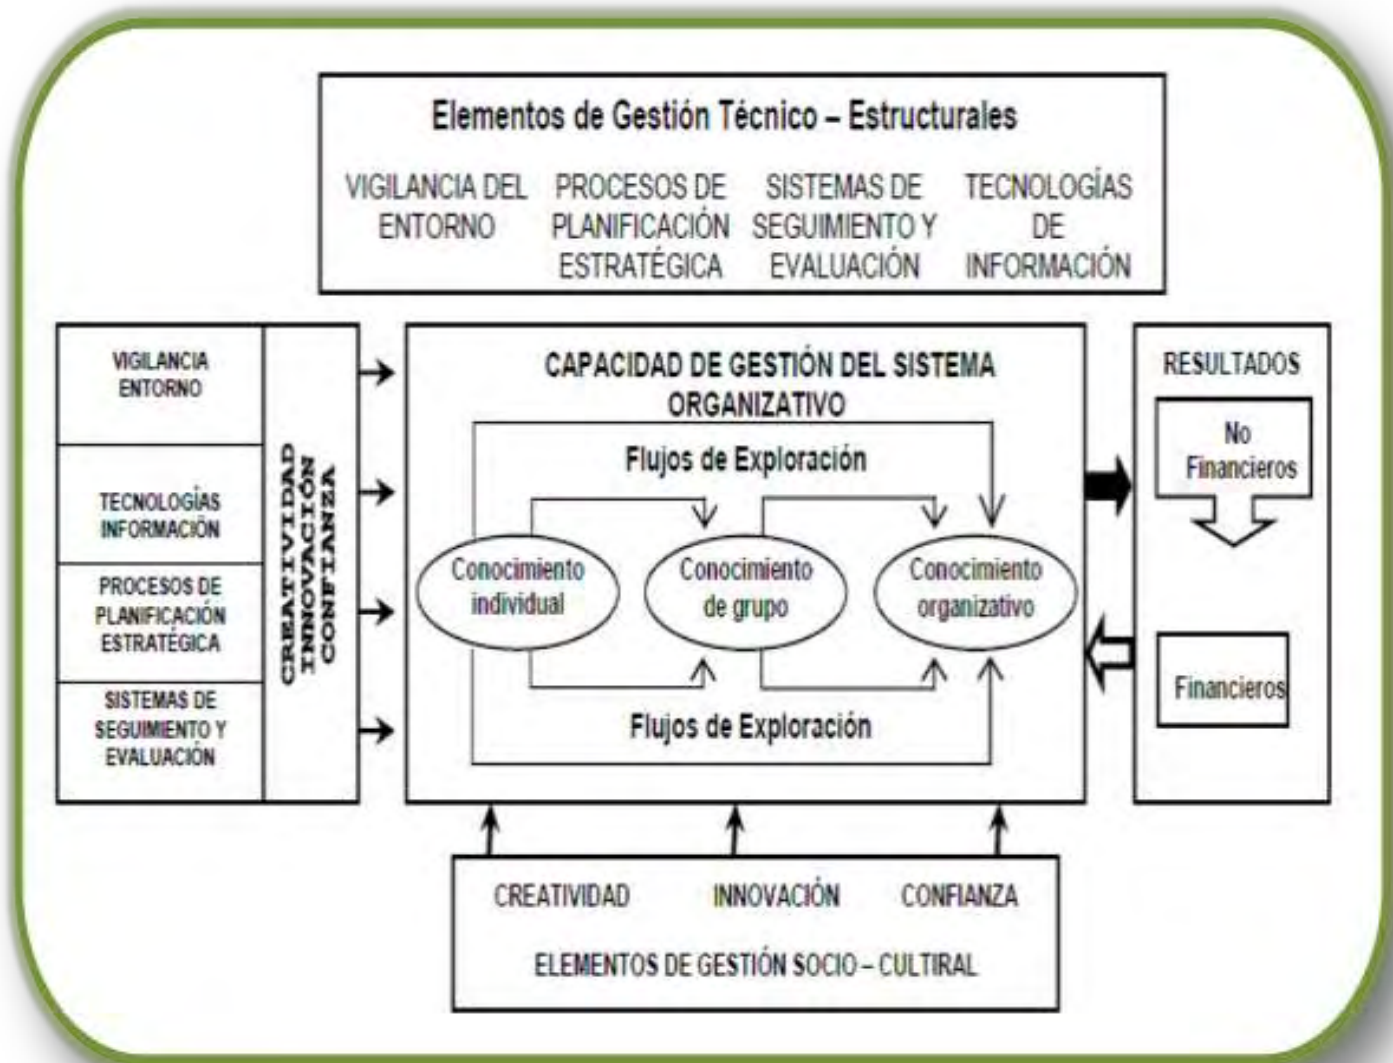 Elementos de Gestión Técnico – Estructurales
VIGILANCIA DEL
ENTORNO
PROCESOS DE
PLANIFICACIÓN
ESTRATÉGICA
SISTEMAS DE
SEGUIMIENTO Y
EVALUACIÓN
TECNOLOGÍAS
DE
INFORMACIÓN
VIGILANCIA
ENTORNO
TECNOLOGÍAS
INFORMACIÓN
PROCESOS DE
PLANIFICACIÓN
ESTRATÉGICA
SISTEMAS DE
SEGUIMIENTO Y
EVALUACIÓN
CREATIVIDAD
INNOVACIÓN
CONFIANZA
CAPACIDAD DE GESTIÓN DEL SISTEMA
ORGANIZATIVO
Flujos de Exploración
Conocimiento
individual
Conocimiento
de grupo
Conocimiento
organizativo
Flujos de Exploración
RESULTADOS
No
Financieros
Financieros
CREATIVIDAD
INNOVACIÓN
CONFIANZA
ELEMENTOS DE GESTIÓN SOCIO – CULTIRAL